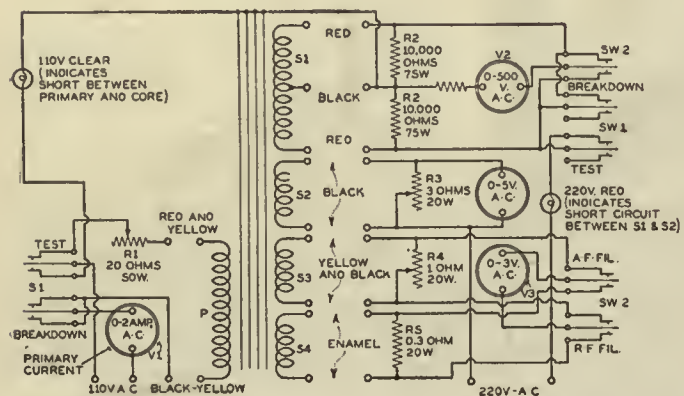 110V CLEAR
(INDICATES
SHORT BETWEEN
PRIMARY AND CORE)
RED
S1
BLACK
RED
R2
10,000
OHMS
75W
R2
10,000
OHMS
75W
V2
0-500
V.
A.C.
SW 2
BREAKDOWN
SW 1
TEST
S2
BLACK
R3
3 OHMS
20W
0-5V.
A.C.
220V. RED
(INDICATES
SHORT CIRCUIT
BETWEEN S1 & S2)
RED AND
YELLOW
TEST
R1
20 OHMS
50W.
S1
BREAKDOWN
0-2AMP.
A.C.
V1
PRIMARY
CURRENT
110V A C
BLACK-YELLOW
P
S3
YELLOW
AND BLACK
R4
1 OHM
20W.
0-3V.
A.C.
V3
A.F. FIL.
SW 2
R F FIL.
S4
ENAMEL
R5
0.3 OHM
20W
220V-A C